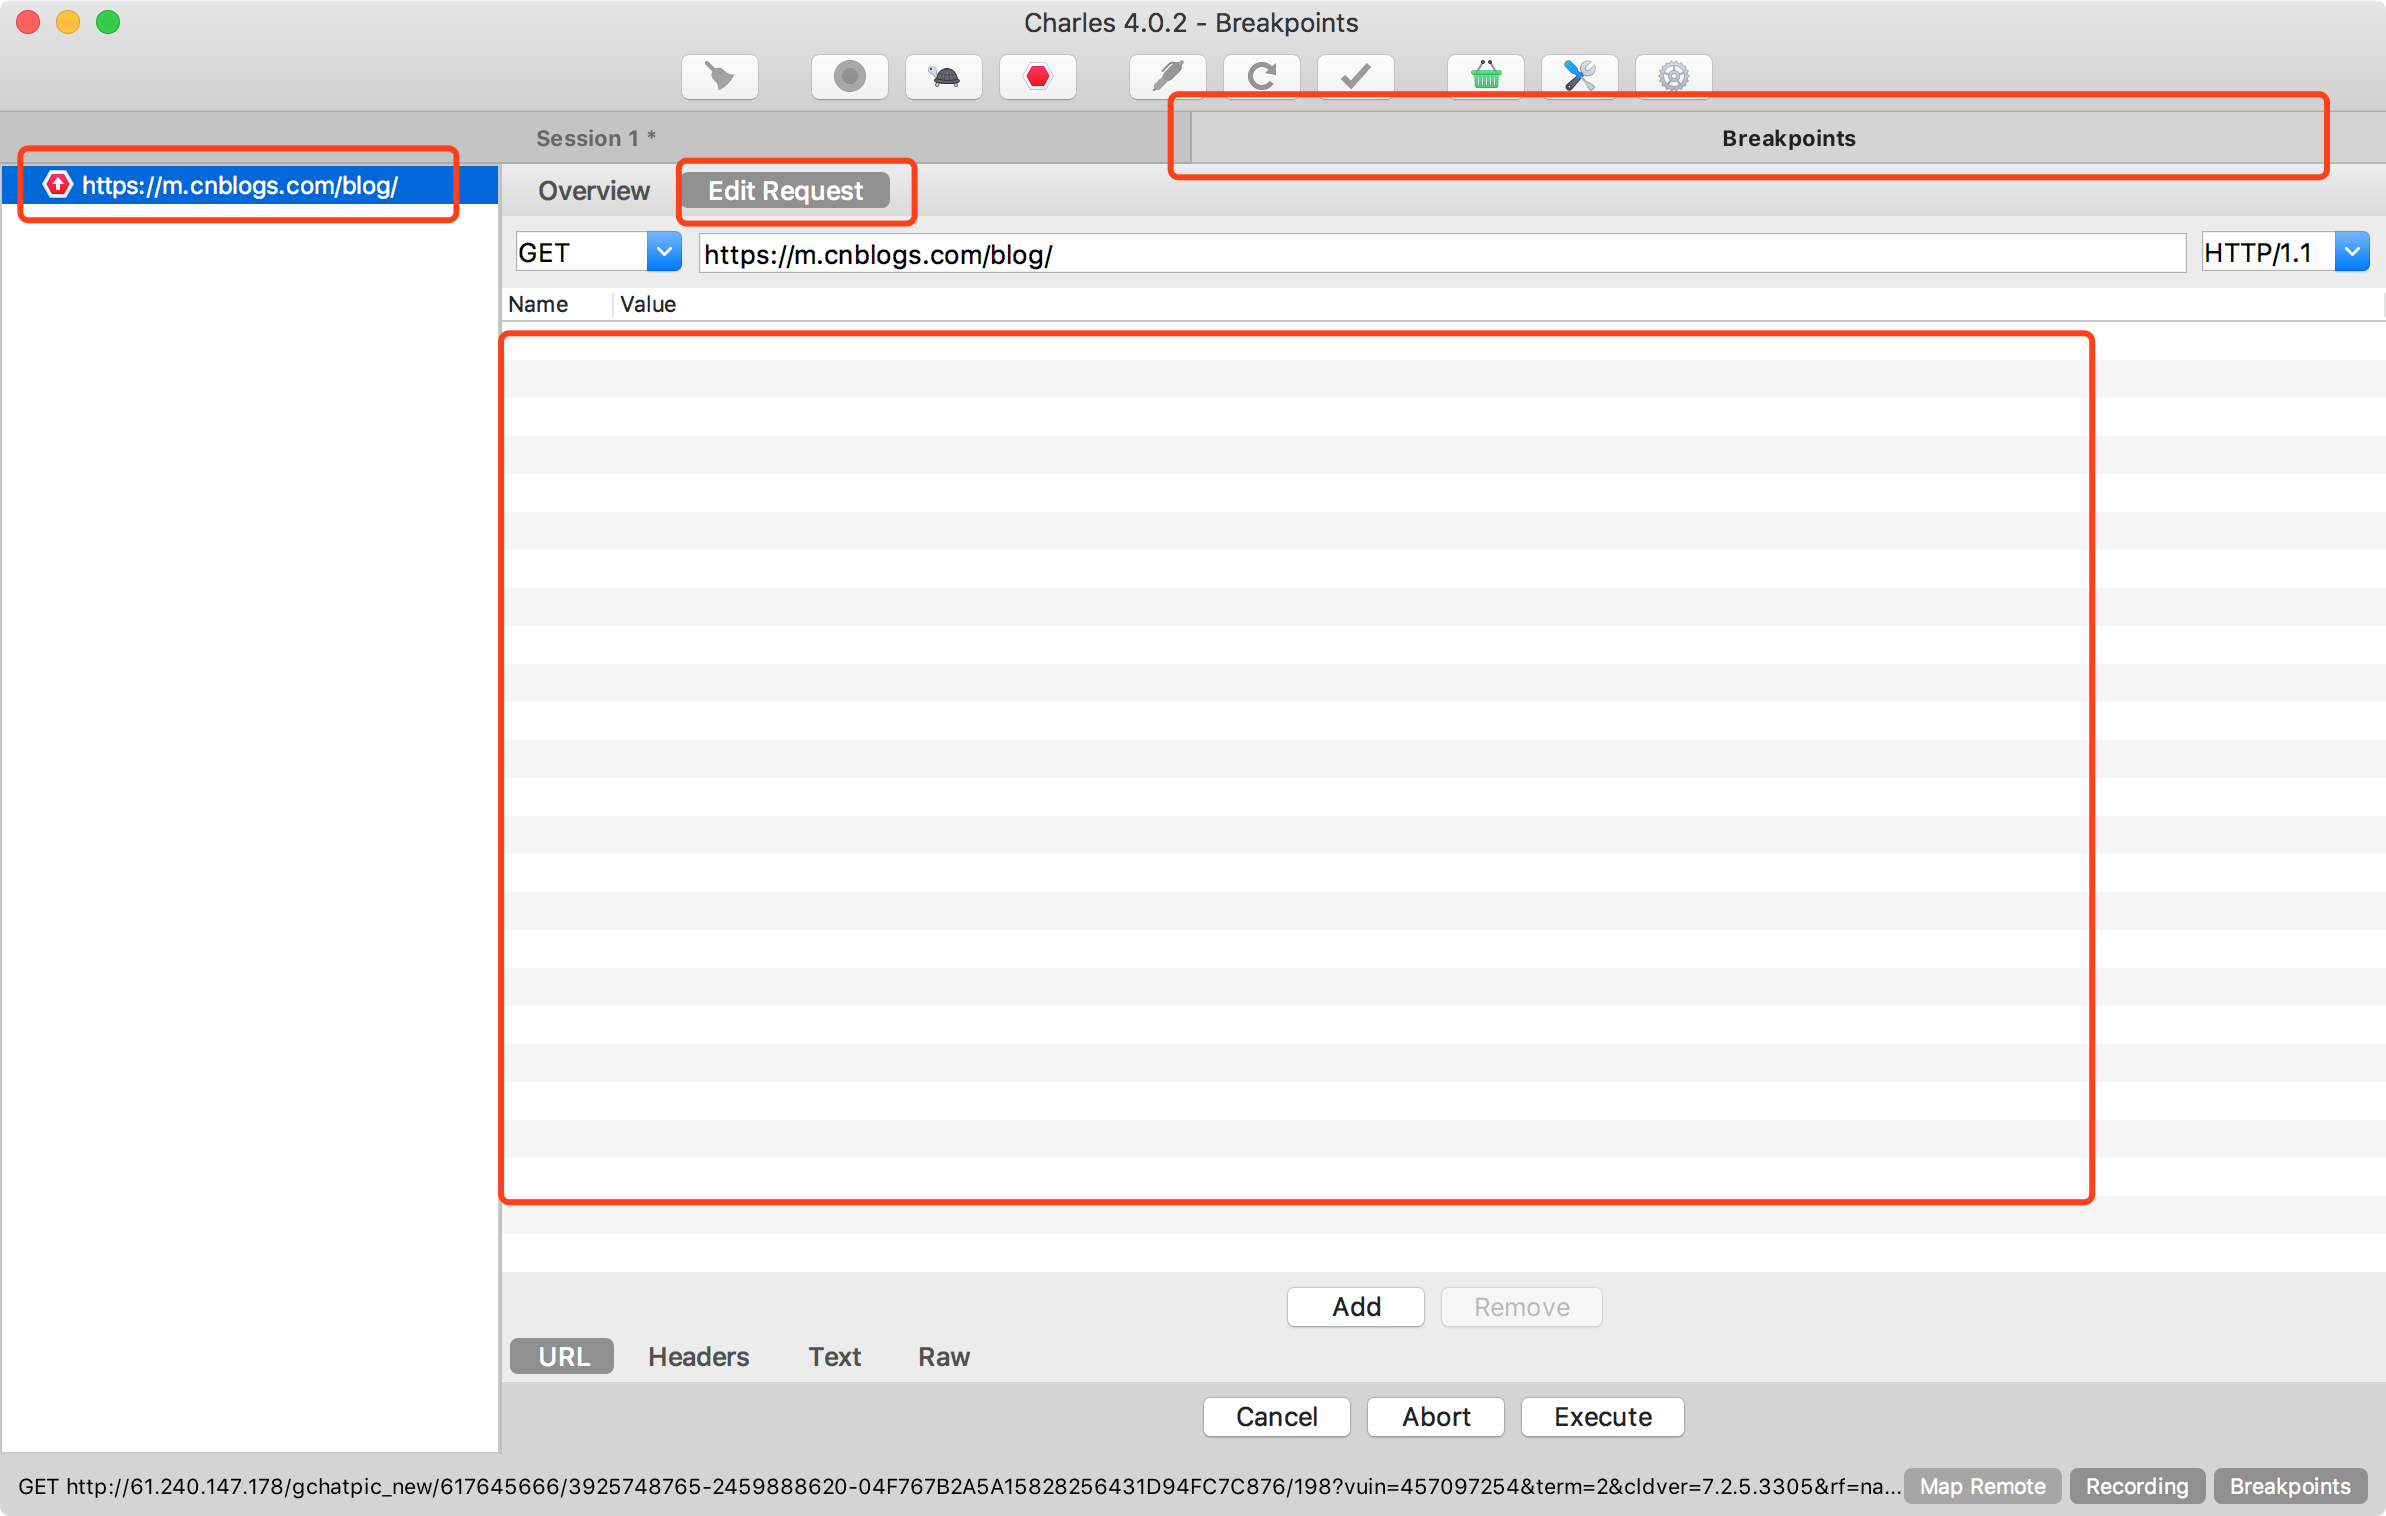 Charles 4.0.2 - Breakpoints
Session 1 *
Breakpoints
https://m.cnblogs.com/blog/
Overview
Edit Request
GET
https://m.cnblogs.com/blog/
HTTP/1.1
Name
Value
Add
Remove
URL
Headers
Text
Raw
Cancel
Abort
Execute
GET http://61.240.147.178/gchatpic_new/617645666/3925748765-2459888620-04F767B2A5A15828256431D94FC7C876/198?vuin=457097254&term=2&cldver=7.2.5.3305&rf=na...
Map Remote
Recording
Breakpoints